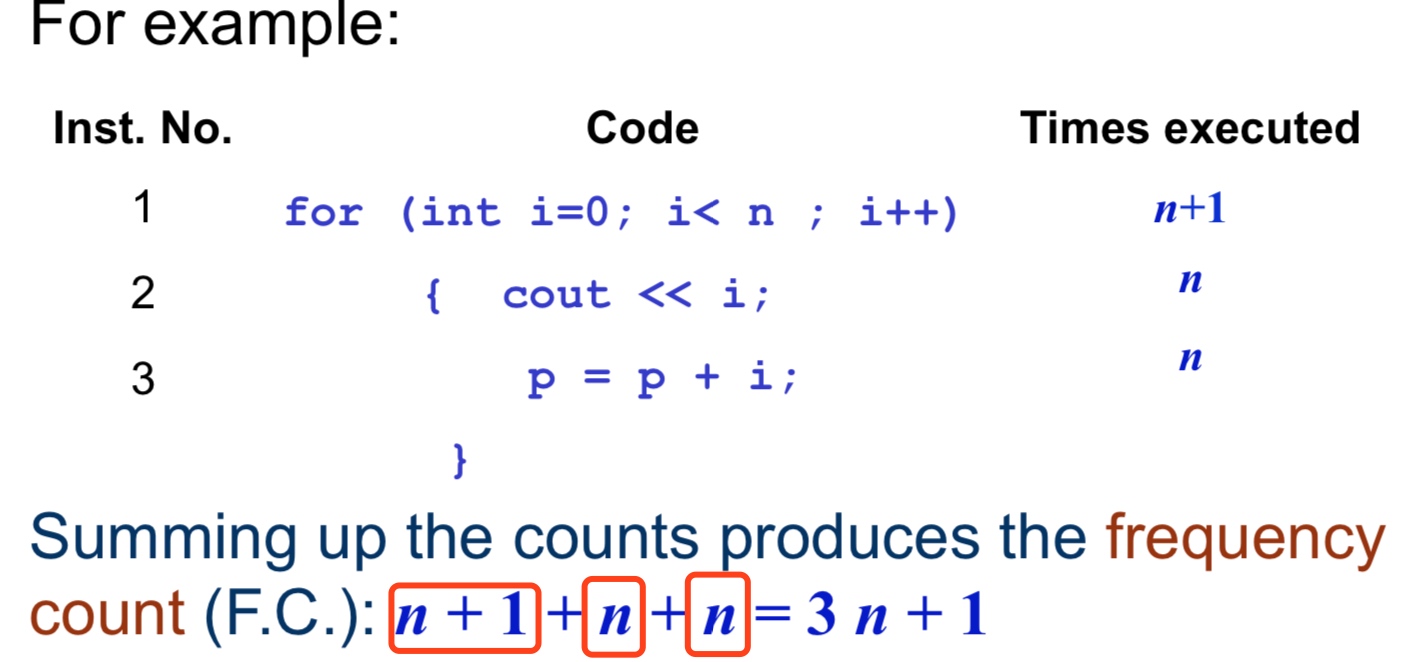 For example:
Inst. No. Code Times executed
1 for (int i=0; i< n ; i++) n+1
2 { cout << i; n
3 p = p + i; n
}
Summing up the counts produces the frequency
count (F.C.): n + 1 + n + n = 3 n + 1